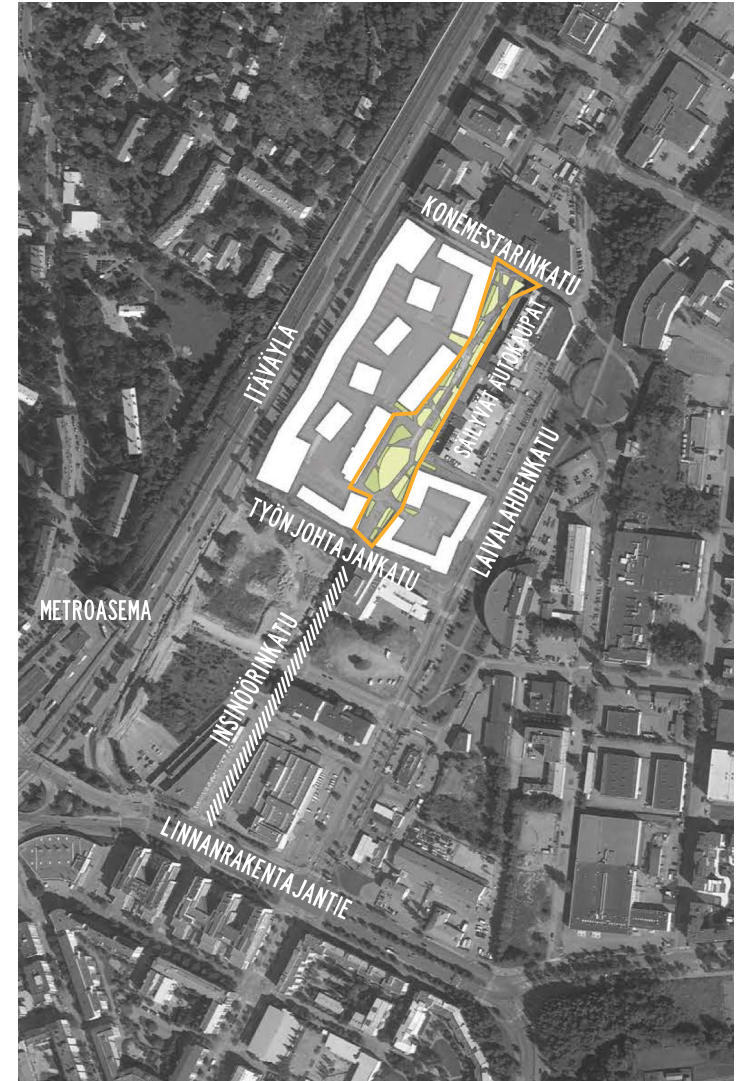 KONEMESTARINKATU
ITÄVÄYLÄ
SÄILYVÄT AUTOKAUPAT
LAIVALAHDENKATU
TYÖNJOHTAJANKATU
METROASEMA
INSINÖÖRINKATU
LINNANRAKENTAJANTIE